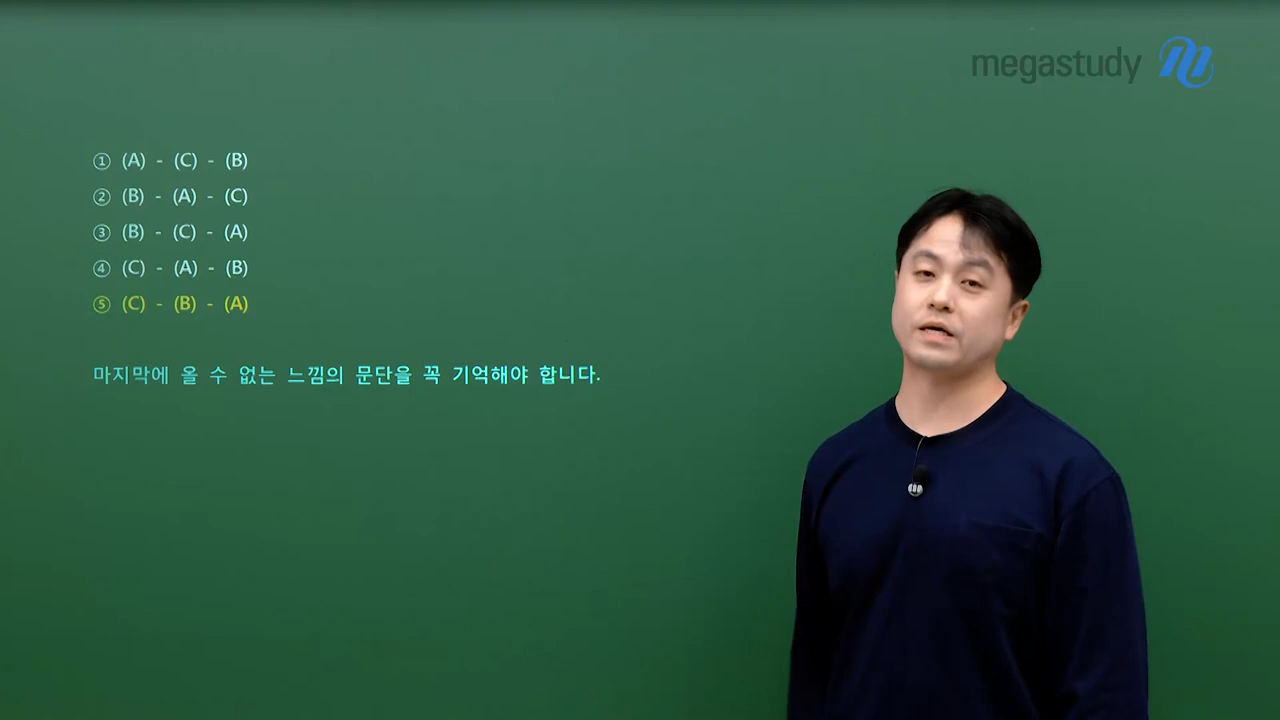 megastudy
① (A) - (C) - (B)
② (B) - (A) - (C)
③ (B) - (C) - (A)
④ (C) - (A) - (B)
⑤ (C) - (B) - (A)
마지막에 올 수 없는 느낌의 문단을 꼭 기억해야 합니다.